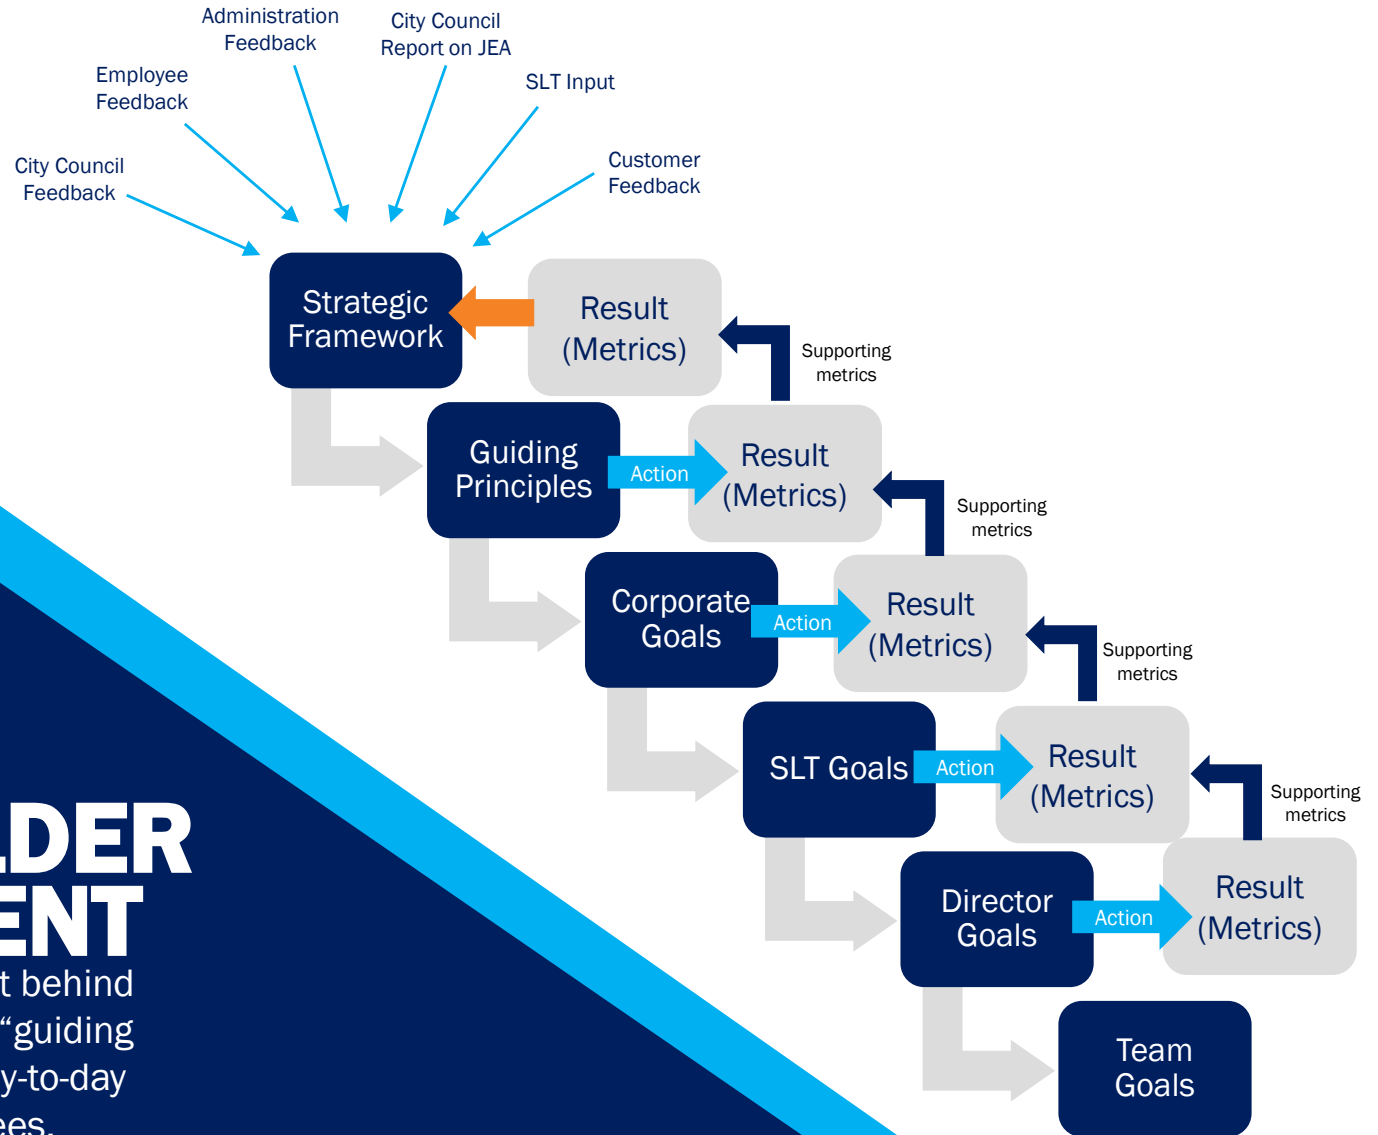 Administration
Feedback
City Council
Report on JEA
Employee
Feedback
SLT Input
City Council
Feedback
Customer
Feedback
Strategic
Framework
Result
(Metrics)
Supporting
metrics
Guiding
Principles
Action
Result
(Metrics)
Supporting
metrics
Corporate
Goals
Action
Result
(Metrics)
Supporting
metrics
SLT Goals
Action
Result
(Metrics)
Supporting
metrics
Director
Goals
Action
Result
(Metrics)
Team
Goals
LDER
ENT
t behind
“guiding
y-to-day
ees.